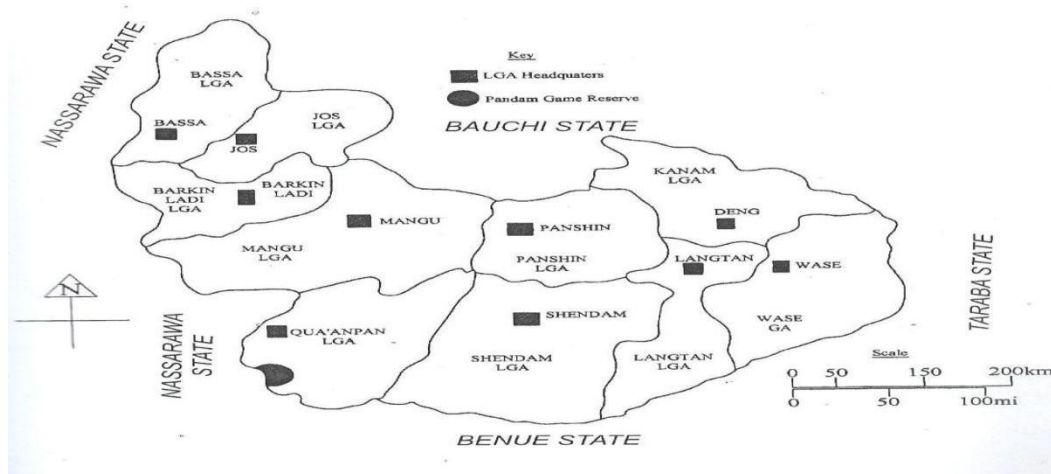 NASSARAWA STATE
BASSA
LGA
BASSA
JOS
LGA
JOS
Key
LGA Headquaters
Pandam Game Reserve
BAUCHI STATE
BARKIN
LADI
LGA
BARKIN
LADI
MANGU
MANGU
LGA
PANSHIN
PANSHIN
LGA
KANAM
LGA
DENG
LANGTAN
WASE
WASE
GA
TARABA STATE
N
NASSARAWA
STATE
QUA'ANPAN
LGA
SHENDAM
SHENDAM
LGA
LANGTAN
LGA
Scale
0 50 150 200km
0 50 100mi
BENUE STATE